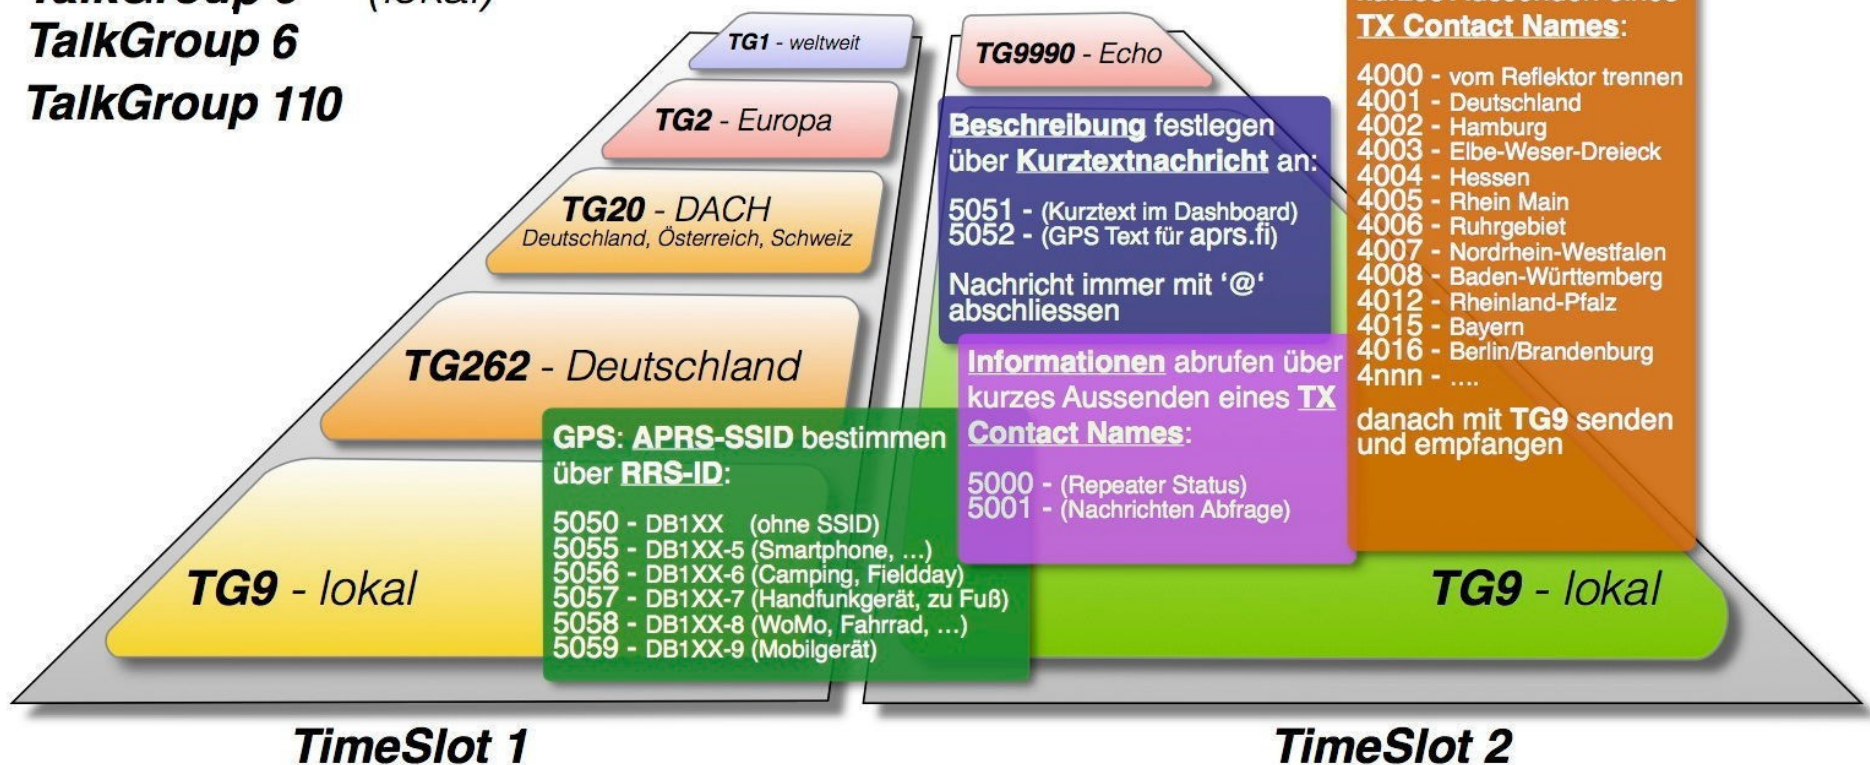 TalkGroup 9 (lokal)
TalkGroup 6
TalkGroup 110
TG1 - weltweit
TG2 - Europa
TG20 - DACH
Deutschland, Österreich, Schweiz
TG262 - Deutschland
TG9 - lokal
GPS: APRS-SSID bestimmen
über RRS-ID:
5050 - DB1XX (ohne SSID)
5055 - DB1XX-5 (Smartphone, ...)
5056 - DB1XX-6 (Camping, Fieldday)
5057 - DB1XX-7 (Handfunkgerät, zu Fuß)
5058 - DB1XX-8 (WoMo, Fahrrad, ...)
5059 - DB1XX-9 (Mobilgerät)
TimeSlot 1
TG9990 - Echo
Beschreibung festlegen
über Kurztextnachricht an:
5051 - (Kurztext im Dashboard)
5052 - (GPS Text für aprs.fi)
Nachricht immer mit ‘@‘
abschliessen
Informationen abrufen über
kurzes Aussenden eines TX
Contact Names:
5000 - (Repeater Status)
5001 - (Nachrichten Abfrage)
kurzes Aussenden eines
TX Contact Names:
4000 - vom Reflektor trennen
4001 - Deutschland
4002 - Hamburg
4003 - Elbe-Weser-Dreieck
4004 - Hessen
4005 - Rhein Main
4006 - Ruhrgebiet
4007 - Nordrhein-Westfalen
4008 - Baden-Württemberg
4012 - Rheinland-Pfalz
4015 - Bayern
4016 - Berlin/Brandenburg
4nnn - ....
danach mit TG9 senden
und empfangen
TG9 - lokal
TimeSlot 2